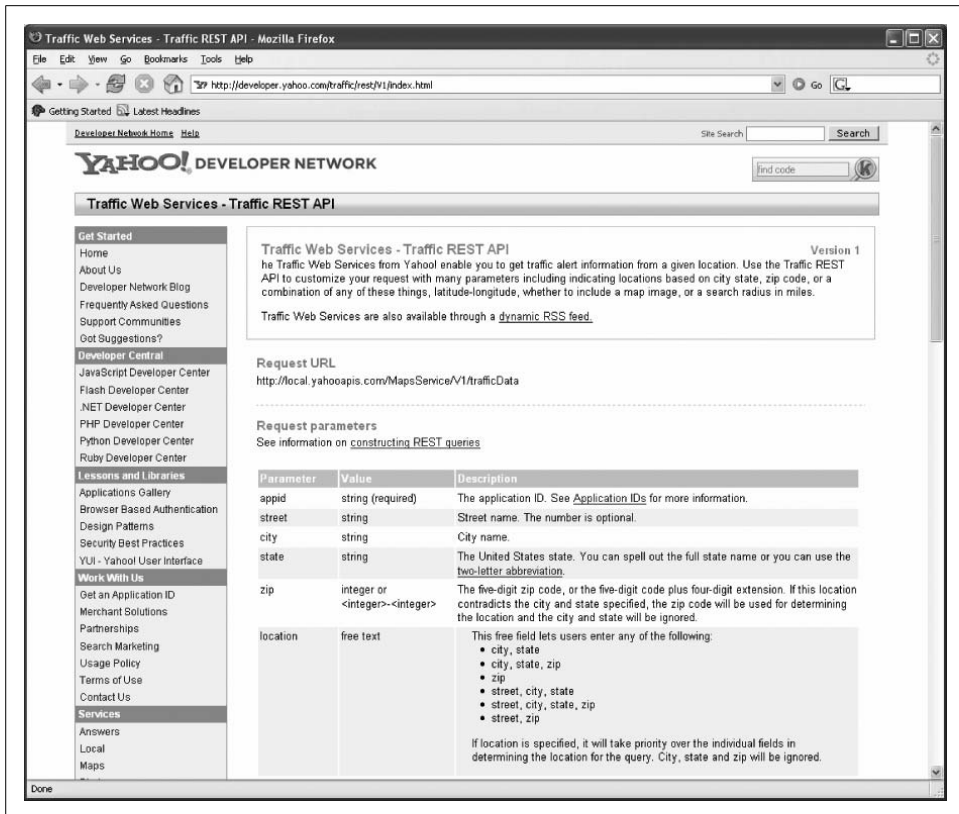 Traffic Web Services - Traffic REST API - Mozilla Firefox
File Edit View Go Bookmarks Tools Help
http://developer.yahoo.com/traffic/rest/V1/index.html
Go
Getting Started Latest Headlines
Developer Network Home Help
Site Search
Search
YAHOO! DEVELOPER NETWORK
find code
Traffic Web Services - Traffic REST API
Get Started
Home
About Us
Developer Network Blog
Frequently Asked Questions
Support Communities
Got Suggestions?
Developer Central
JavaScript Developer Center
Flash Developer Center
.NET Developer Center
PHP Developer Center
Python Developer Center
Ruby Developer Center
Lessons and Libraries
Applications Gallery
Browser Based Authentication
Design Patterns
Security Best Practices
YUI - Yahoo! User Interface
Work With Us
Get an Application ID
Merchant Solutions
Partnerships
Search Marketing
Usage Policy
Terms of Use
Contact Us
Services
Answers
Local
Maps
Traffic Web Services - Traffic REST API
Version 1
he Traffic Web Services from Yahoo! enable you to get traffic alert information from a given location. Use the Traffic REST
API to customize your request with many parameters including indicating locations based on city state, zip code, or a
combination of any of these things, latitude-longitude, whether to include a map image, or a search radius in miles.
Traffic Web Services are also available through a dynamic RSS feed.
Request URL
http://local.yahooapis.com/MapsService/V1/trafficData
Request parameters
See information on constructing REST queries
Parameter Value Description
appid string (required) The application ID. See Application IDs for more information.
street string Street name. The number is optional.
city string City name.
state string The United States state. You can spell out the full state name or you can use the
two-letter abbreviation.
zip integer or The five-digit zip code, or the five-digit code plus four-digit extension. If this location
<integer>-<integer> contradicts the city and state specified, the zip code will be used for determining
the location and the city and state will be ignored.
location free text This free field lets users enter any of the following:
• city, state
• city, state, zip
• zip
• street, city, state
• street, city, state, zip
• street, zip
If location is specified, it will take priority over the individual fields in
determining the location for the query. City, state and zip will be ignored.
Done